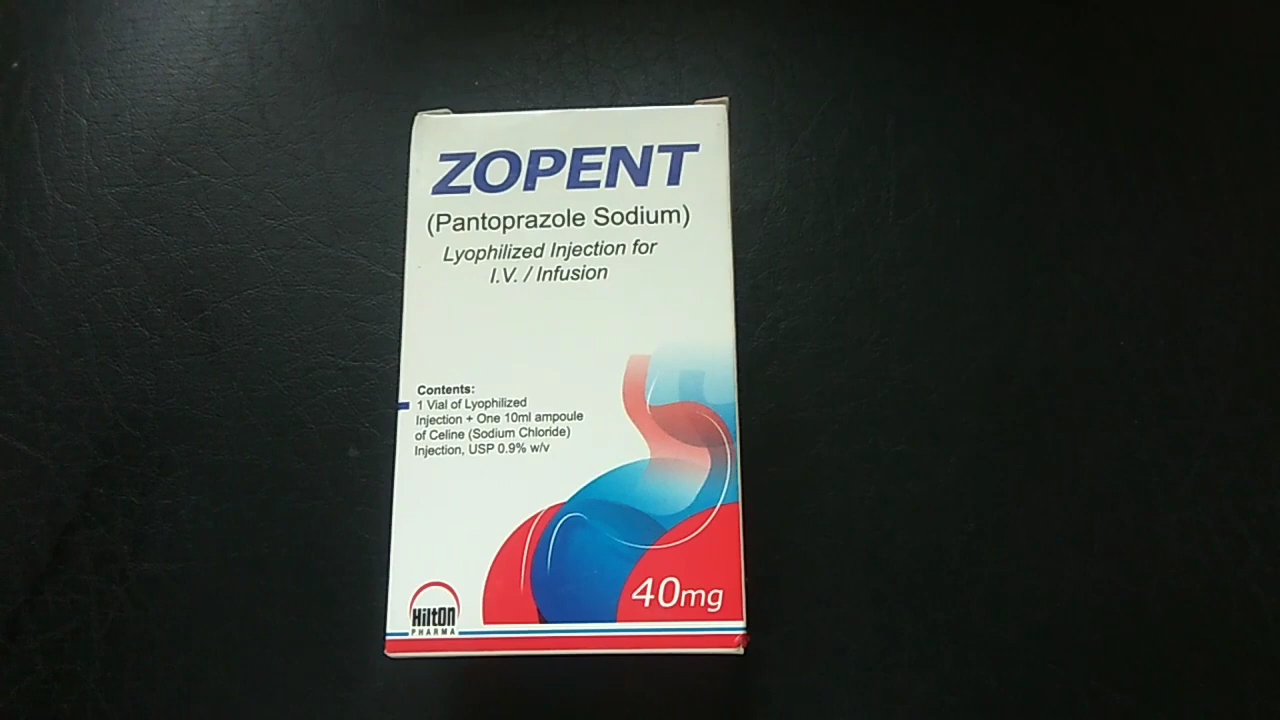 ZOPENT
(Pantoprazole Sodium)
Lyophilized Injection for
I.V. / Infusion
Contents:
1 Vial of Lyophilized
Injection + One 10ml ampoule
of Celine (Sodium Chloride)
Injection, USP 0.9% w/v
40mg
Hilton
PHARMA